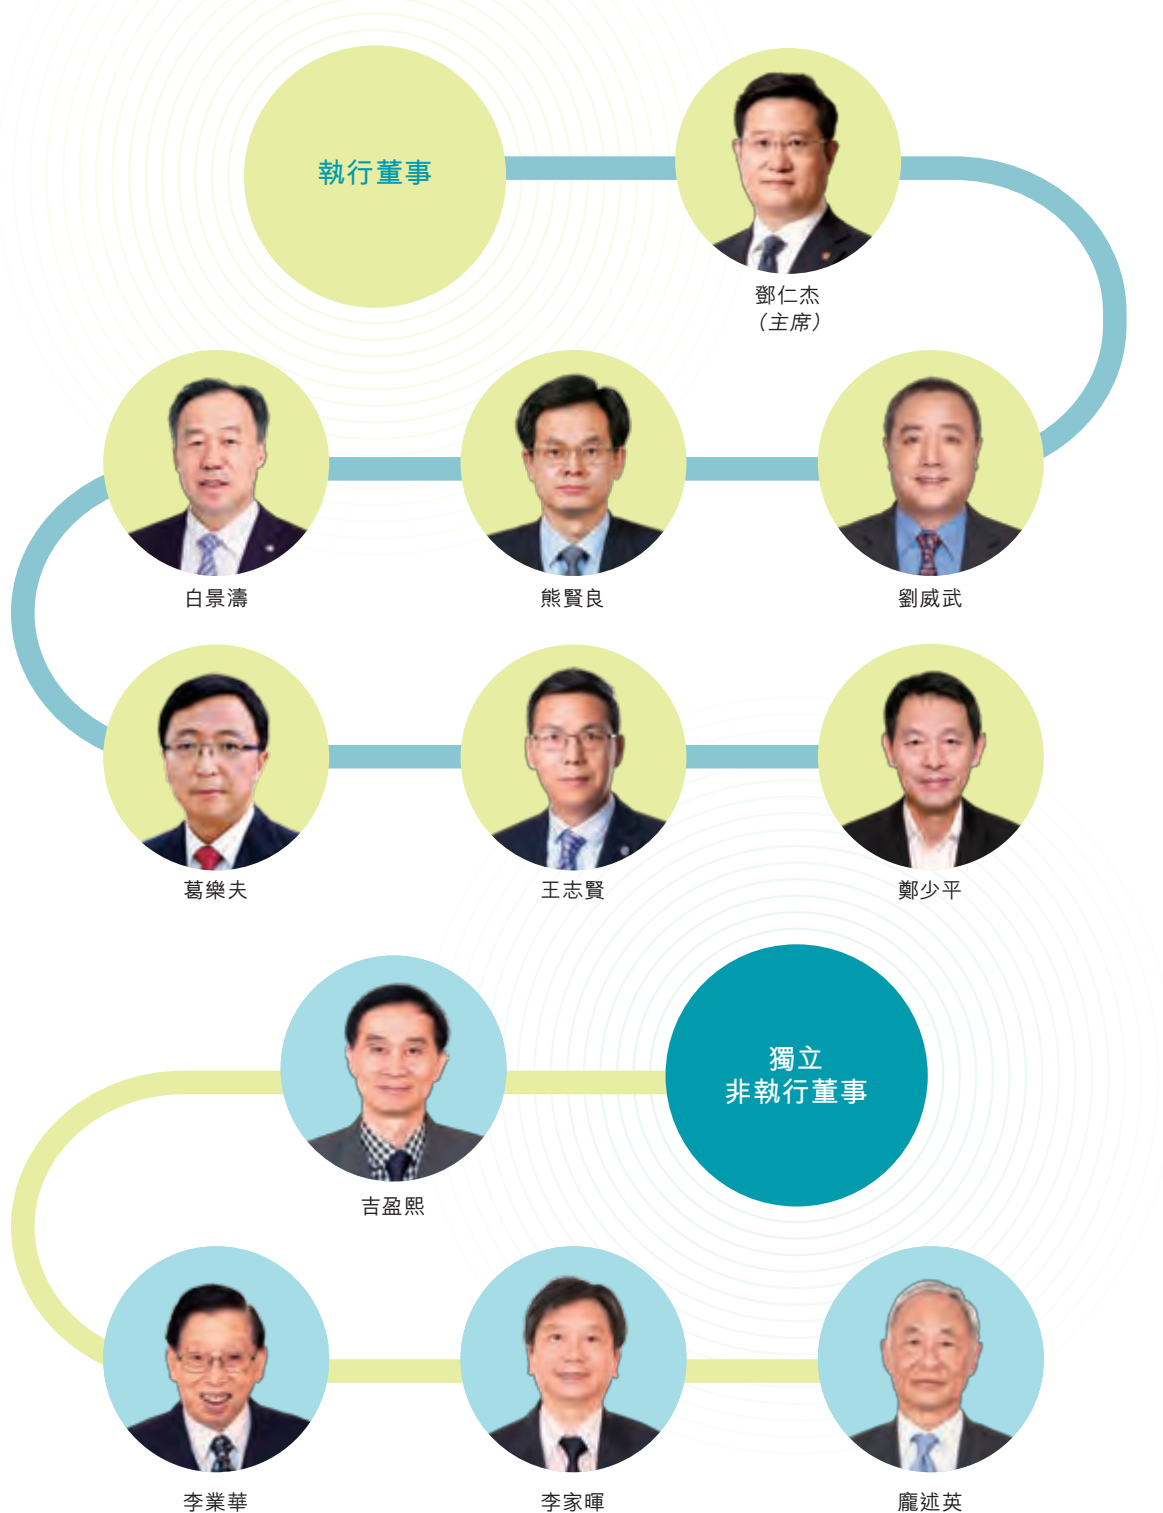 執行董事
鄧仁杰
（主席）
白景濤
熊賢良
劉威武
葛樂夫
王志賢
鄭少平
獨立
非執行董事
吉盈熙
李業華
李家暉
龐述英